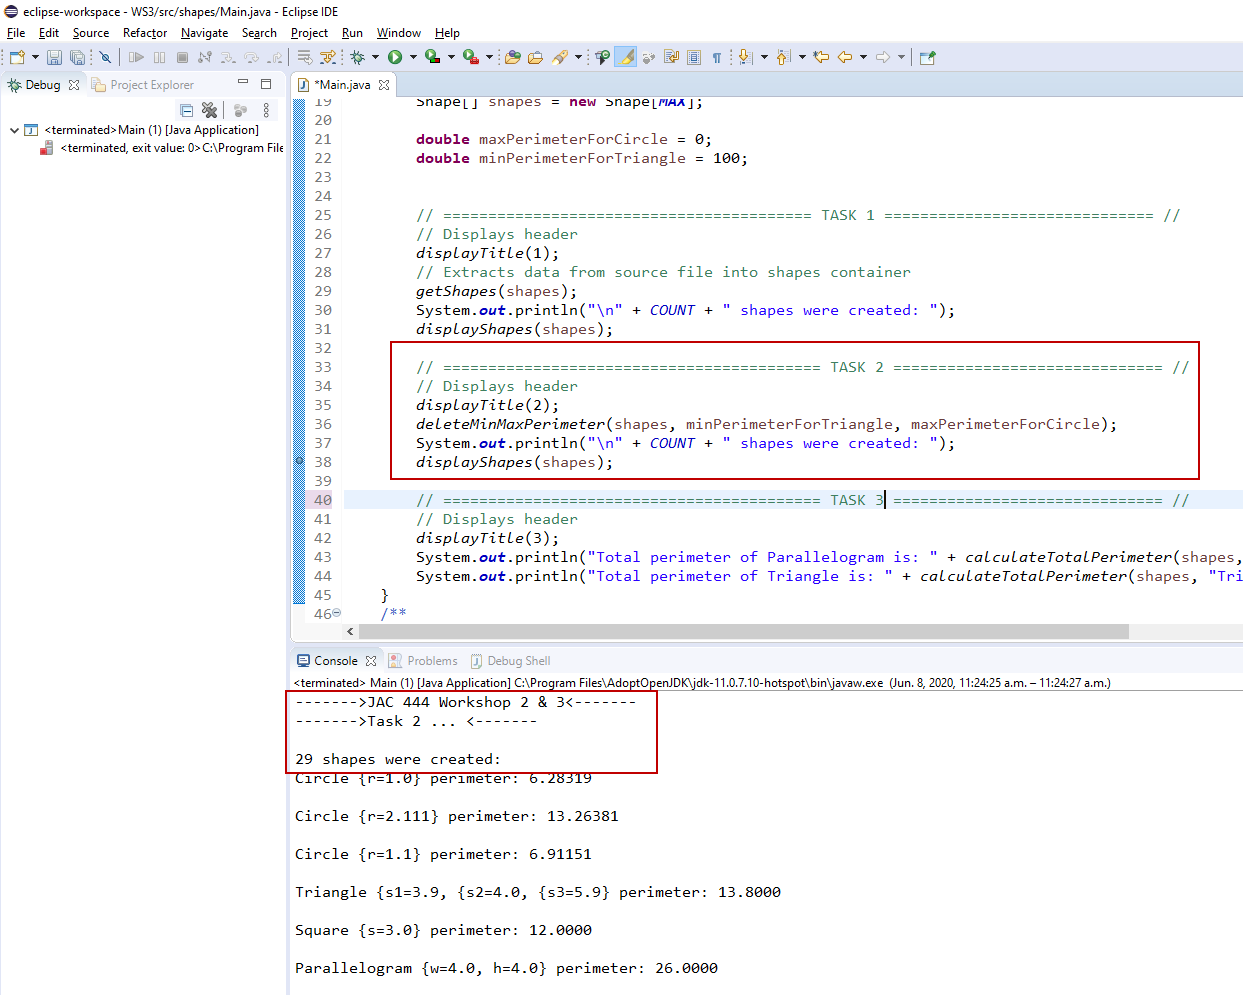 eclipse-workspace - WS3/src/shapes/Main.java - Eclipse IDE
File Edit Source Refactor Navigate Search Project Run Window Help
Debug Project Explorer
<terminated>Main (1) [Java Application]
<terminated, exit value: 0>C:\Program File
*Main.java
19 Shape[] shapes = new Shape[MAX];
20
21 double maxPerimeterForCircle = 0;
22 double minPerimeterForTriangle = 100;
23
24
25 // ========================================= TASK 1 ============================== //
26 // Displays header
27 displayTitle(1);
28 // Extracts data from source file into shapes container
29 getShapes(shapes);
30 System.out.println("\n" + COUNT + " shapes were created: ");
31 displayShapes(shapes);
32
33 // ========================================== TASK 2 ============================== //
34 // Displays header
35 displayTitle(2);
36 deleteMinMaxPerimeter(shapes, minPerimeterForTriangle, maxPerimeterForCircle);
37 System.out.println("\n" + COUNT + " shapes were created: ");
38 displayShapes(shapes);
39
40 // ========================================== TASK 3 ============================== //
41 // Displays header
42 displayTitle(3);
43 System.out.println("Total perimeter of Parallelogram is: " + calculateTotalPerimeter(shapes,
44 System.out.println("Total perimeter of Triangle is: " + calculateTotalPerimeter(shapes, "Tri
45 }
46 /**
Console Problems Debug Shell
<terminated> Main (1) [Java Application] C:\Program Files\AdoptOpenJDK\jdk-11.0.7.10-hotspot\bin\javaw.exe (Jun. 8, 2020, 11:24:25 a.m. – 11:24:27 a.m.)
------->JAC 444 Workshop 2 & 3<-------
------->Task 2 ... <-------
29 shapes were created:
Circle {r=1.0} perimeter: 6.28319
Circle {r=2.111} perimeter: 13.26381
Circle {r=1.1} perimeter: 6.91151
Triangle {s1=3.9, {s2=4.0, {s3=5.9} perimeter: 13.8000
Square {s=3.0} perimeter: 12.0000
Parallelogram {w=4.0, h=4.0} perimeter: 26.0000